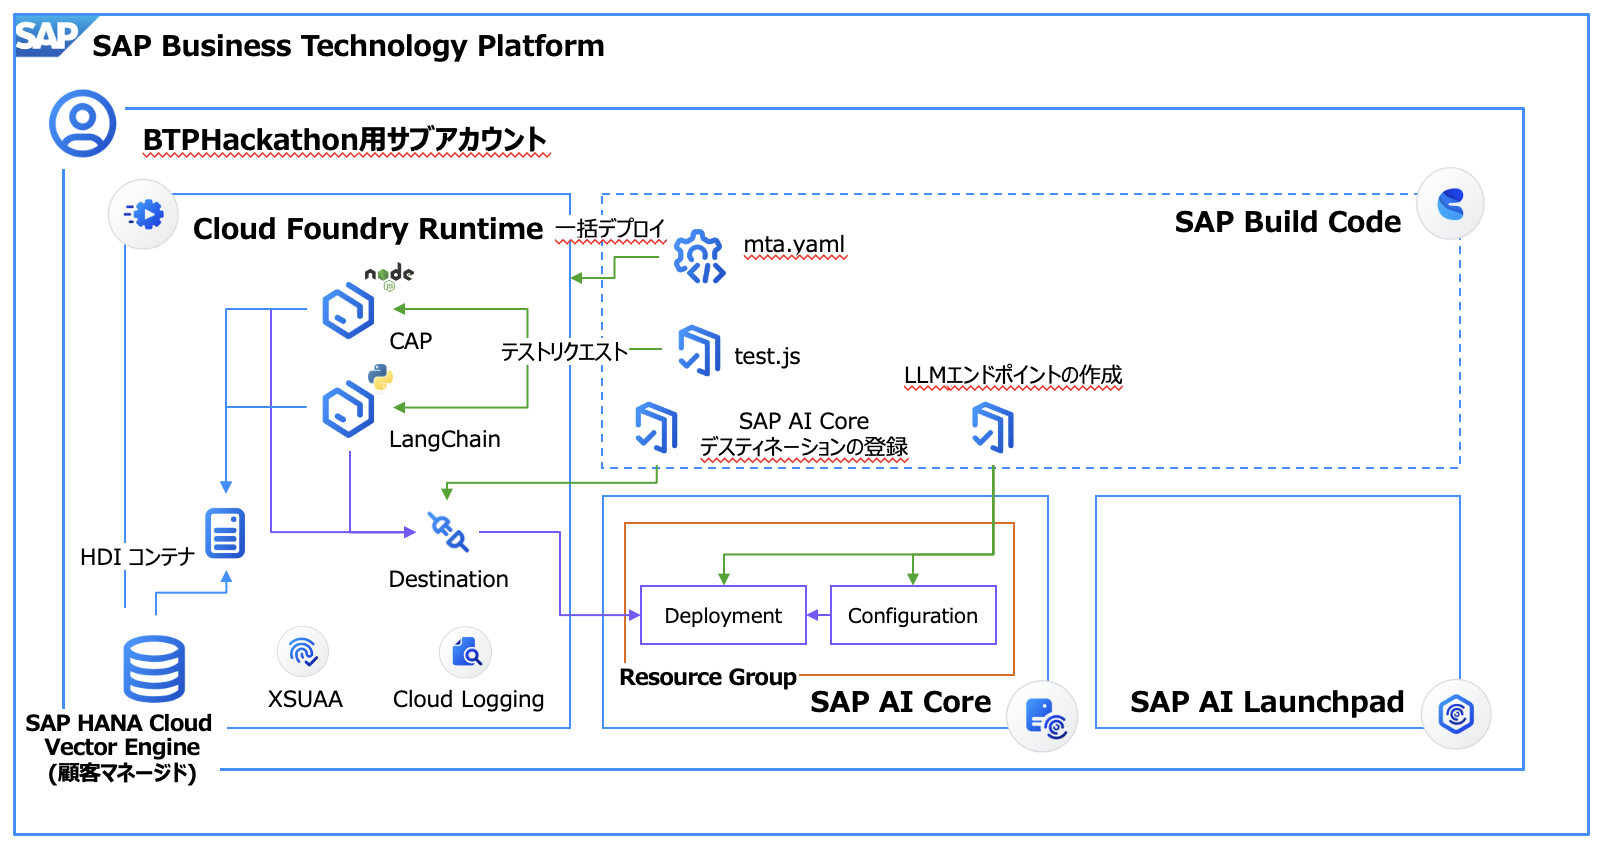 SAP
SAP Business Technology Platform
BTPHackathon用サブアカウント
Cloud Foundry Runtime
一括デプロイ
mta.yaml
SAP Build Code
node
JS
CAP
テストリクエスト
test.js
LLMエンドポイントの作成
LangChain
SAP AI Core
デスティネーションの登録
HDI コンテナ
Destination
Deployment
Configuration
Resource Group
XSUAA
Cloud Logging
SAP AI Core
SAP AI Launchpad
SAP HANA Cloud
Vector Engine
(顧客マネージド)